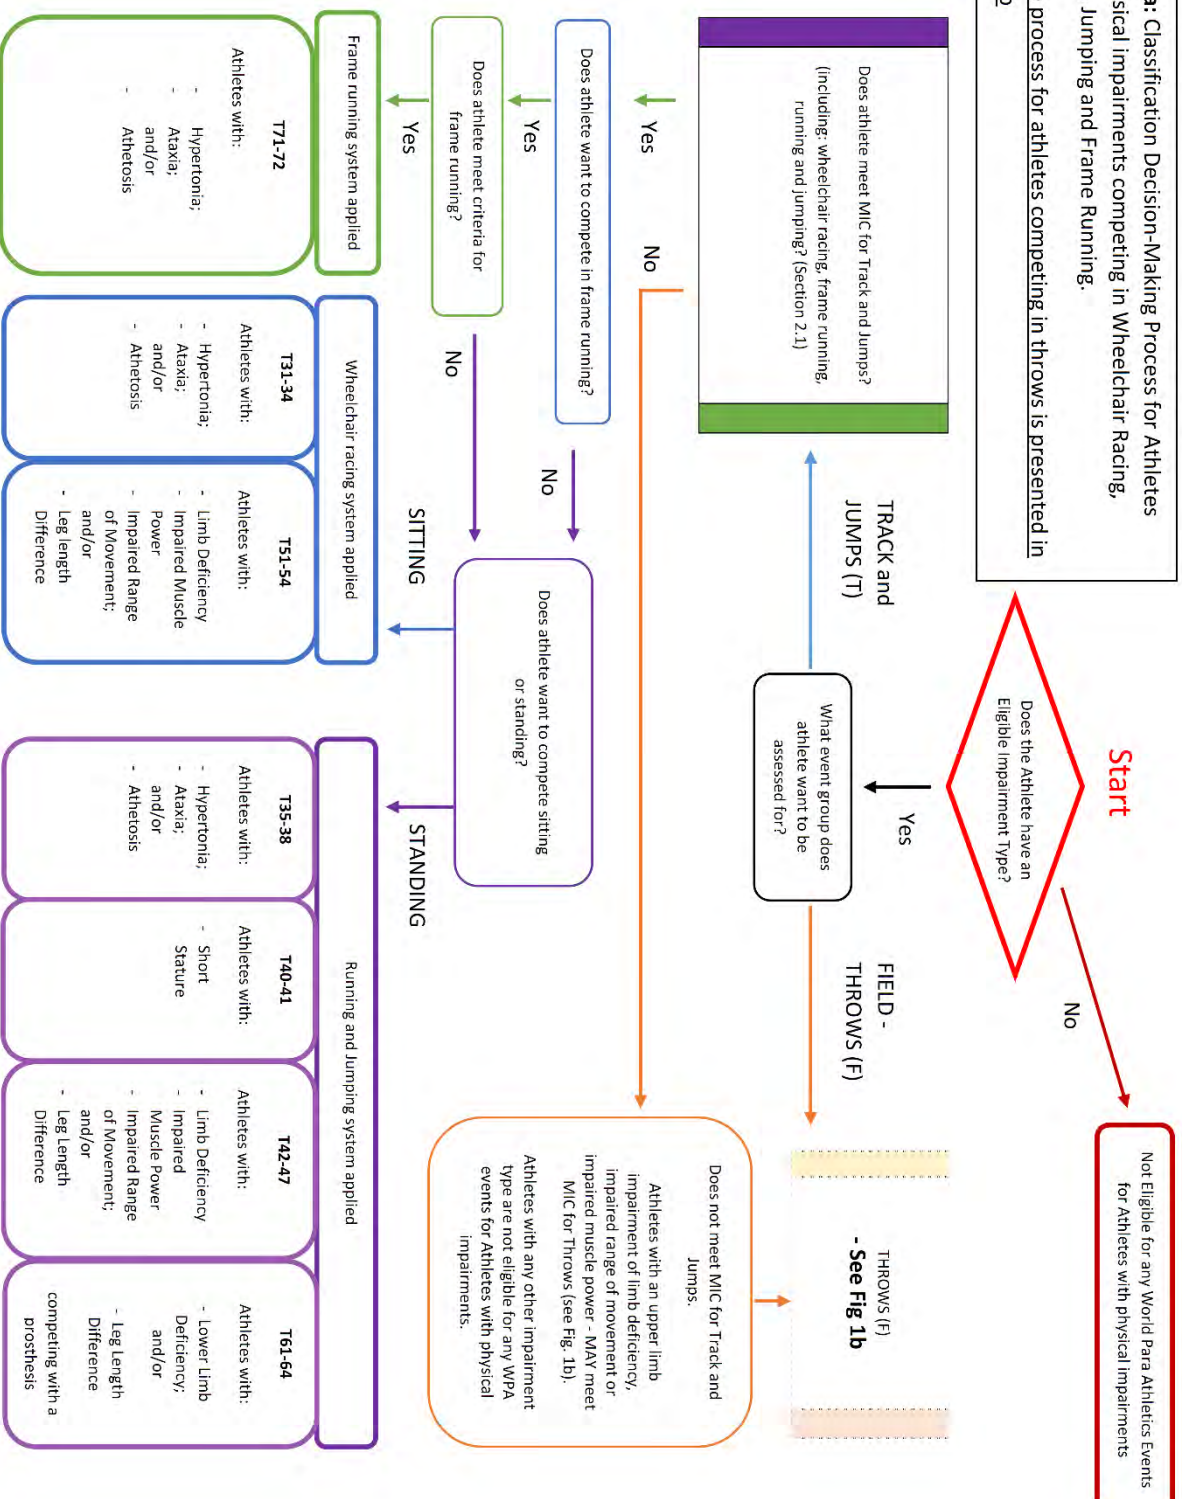 a: Classification Decision-Making Process for Athletes
sical impairments competing in Wheelchair Racing,
Jumping and Frame Running.
process for athletes competing in throws is presented in
Start
Does the Athlete have an
Eligible Impairment Type?
No
Not Eligible for any World Para Athletics Events
for Athletes with physical impairments
Yes
What event group does
athlete want to be
assessed for?
TRACK and
JUMPS (T)
FIELD -
THROWS (F)
THROWS (F)
- See Fig 1b
Does athlete meet MIC for Track and Jumps?
(including: wheelchair racing, frame running,
running and jumping? (Section 2.1)
Yes
No
Does not meet MIC for Track and
Jumps.
Athletes with an upper limb
impairment of limb deficiency,
impaired range of movement or
impaired muscle power - MAY meet
MIC for Throws (see Fig. 1b).
Athletes with any other impairment
type are not eligible for any WPA
events for Athletes with physical
impairments.
Does athlete want to compete in frame running?
Yes
No
Does athlete meet criteria for
frame running?
Yes
No
Does athlete want to compete sitting
or standing?
SITTING
STANDING
Frame running system applied
T71-72
Athletes with:
- Hypertonia;
- Ataxia;
and/or
- Athetosis
Wheelchair racing system applied
T31-34
Athletes with:
- Hypertonia;
- Ataxia;
and/or
- Athetosis
T51-54
Athletes with:
- Limb Deficiency
- Impaired Muscle
Power
- Impaired Range
of Movement;
and/or
- Leg length
Difference
Running and Jumping system applied
T35-38
Athletes with:
- Hypertonia;
- Ataxia;
and/or
- Athetosis
T40-41
Athletes with:
- Short
Stature
T42-47
Athletes with:
- Limb Deficiency
- Impaired
Muscle Power
- Impaired Range
of Movement;
and/or
- Leg Length
Difference
T61-64
Athletes with:
- Lower Limb
Deficiency;
and/or
- Leg Length
Difference
competing with a
prosthesis